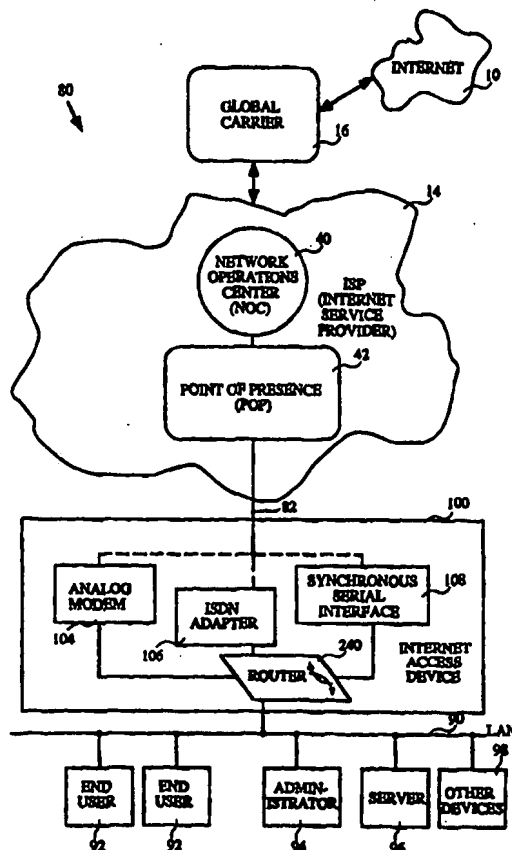 80
INTERNET
10
GLOBAL
CARRIER
16
14
40
NETWORK
OPERATIONS
CENTER
(NOC)
ISP
(INTERNET
SERVICE
PROVIDER)
42
POINT OF PRESENCE
(POP)
82
100
ANALOG
MODEM
104
ISDN
ADAPTER
106
SYNCHRONOUS
SERIAL
INTERFACE
108
240
ROUTER
INTERNET
ACCESS
DEVICE
90
LAN
END
USER
92
END
USER
92
ADMIN-
ISTRATOR
94
SERVER
96
98
OTHER
DEVICES